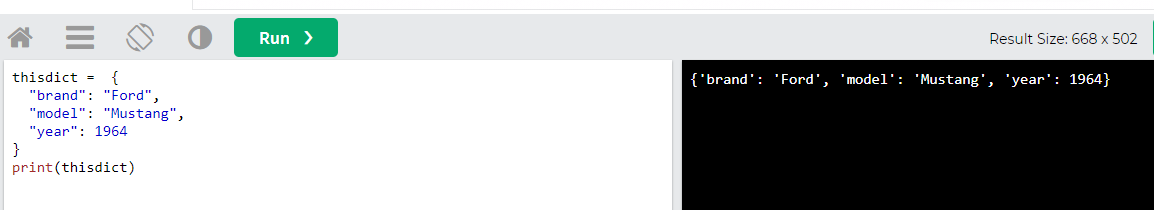 Run ❯
Result Size: 668 x 502
thisdict =  {
  "brand": "Ford",
  "model": "Mustang",
  "year": 1964
}
print(thisdict)
{'brand': 'Ford', 'model': 'Mustang', 'year': 1964}